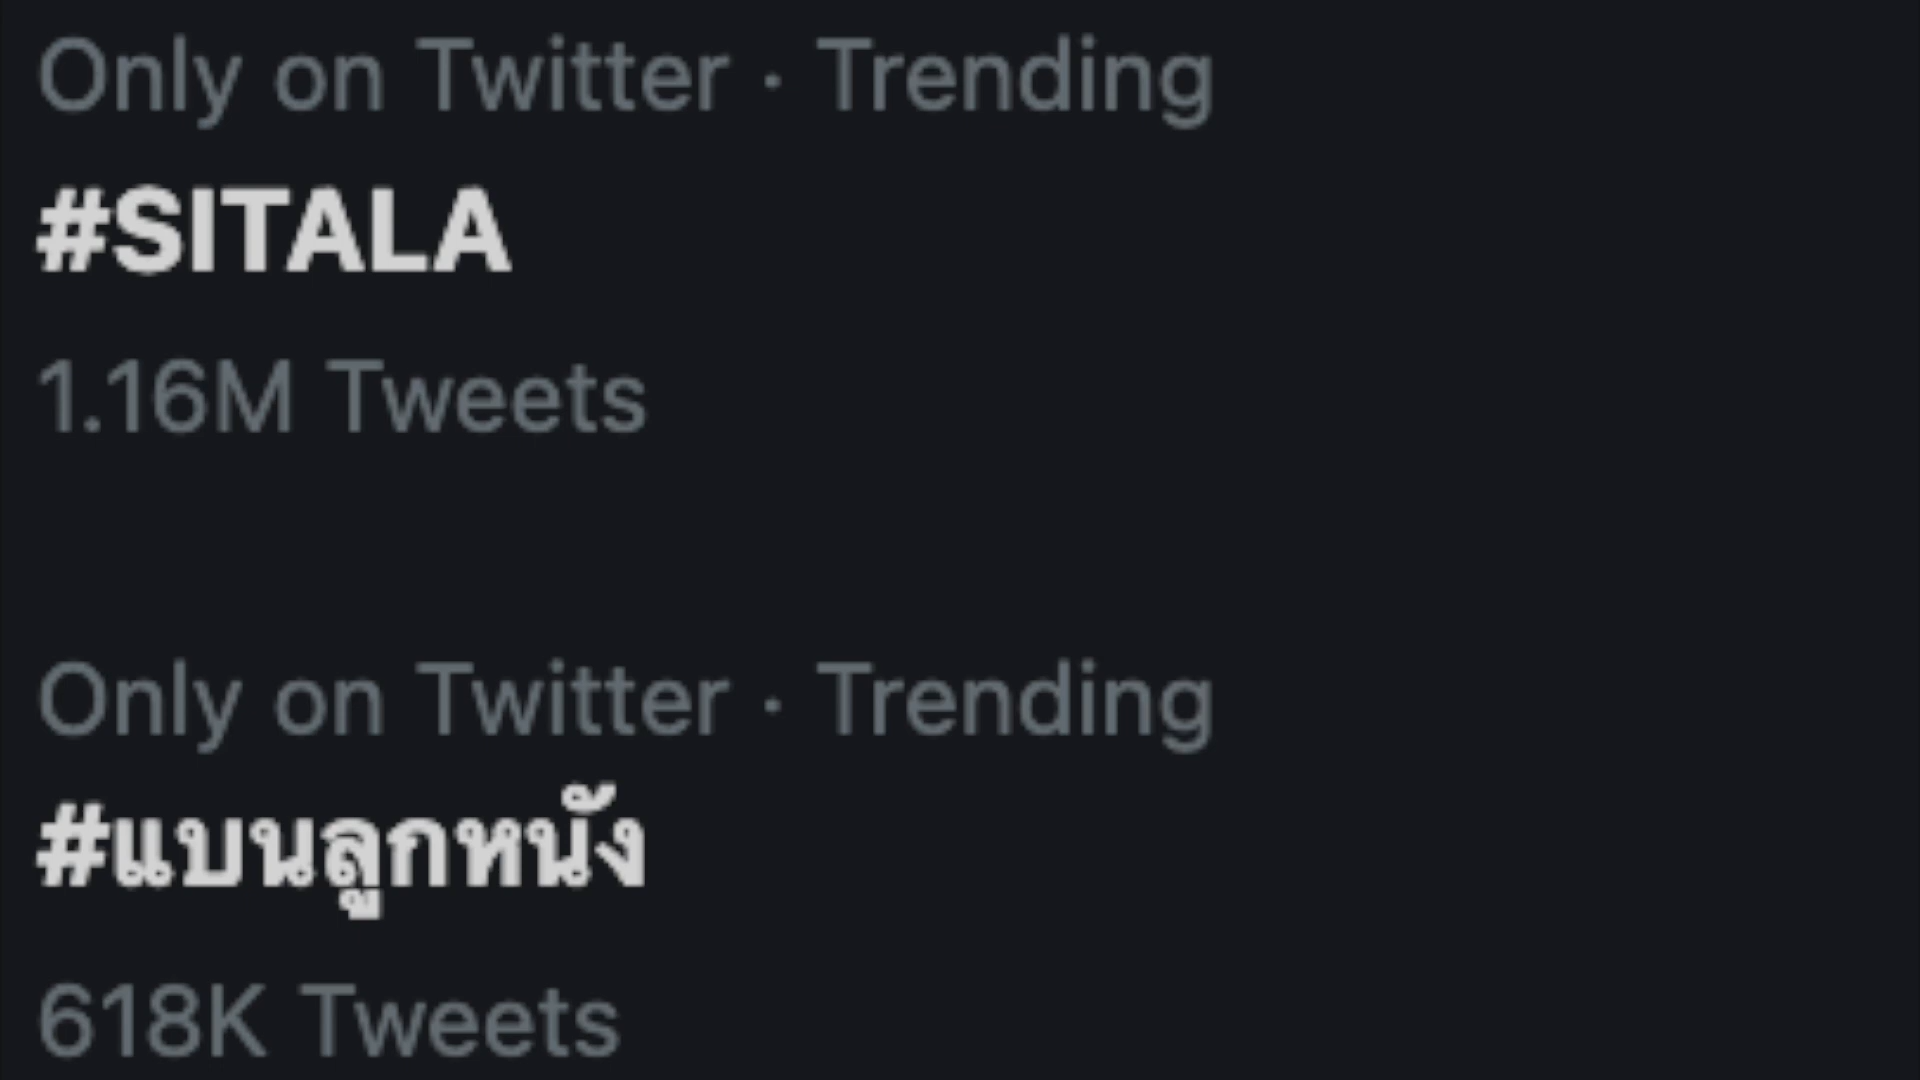 Only on Twitter · Trending
#SITALA
1.16M Tweets
Only on Twitter · Trending
#แบนลูกหนัง
618K Tweets